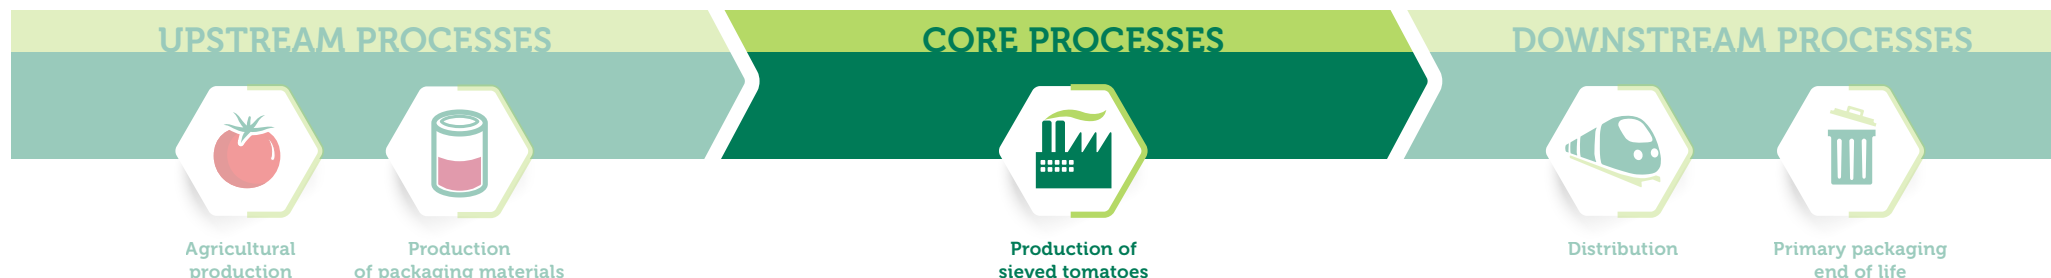 UPSTREAM PROCESSES
CORE PROCESSES
DOWNSTREAM PROCESSES
Agricultural
production
Production
of packaging materials
Production of
sieved tomatoes
Distribution
Primary packaging
end of life